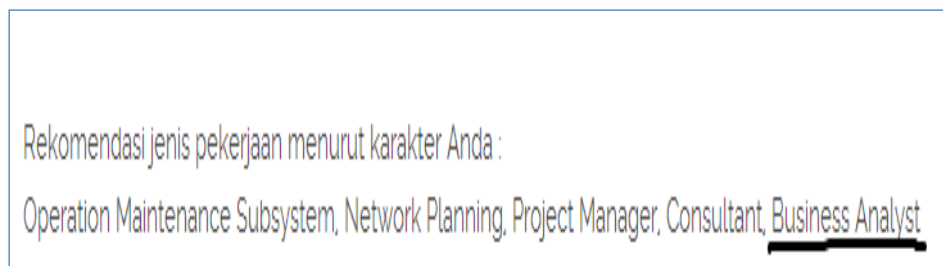 Rekomendasi jenis pekerjaan menurut karakter Anda :
Operation Maintenance Subsystem, Network Planning, Project Manager, Consultant, Business Analyst